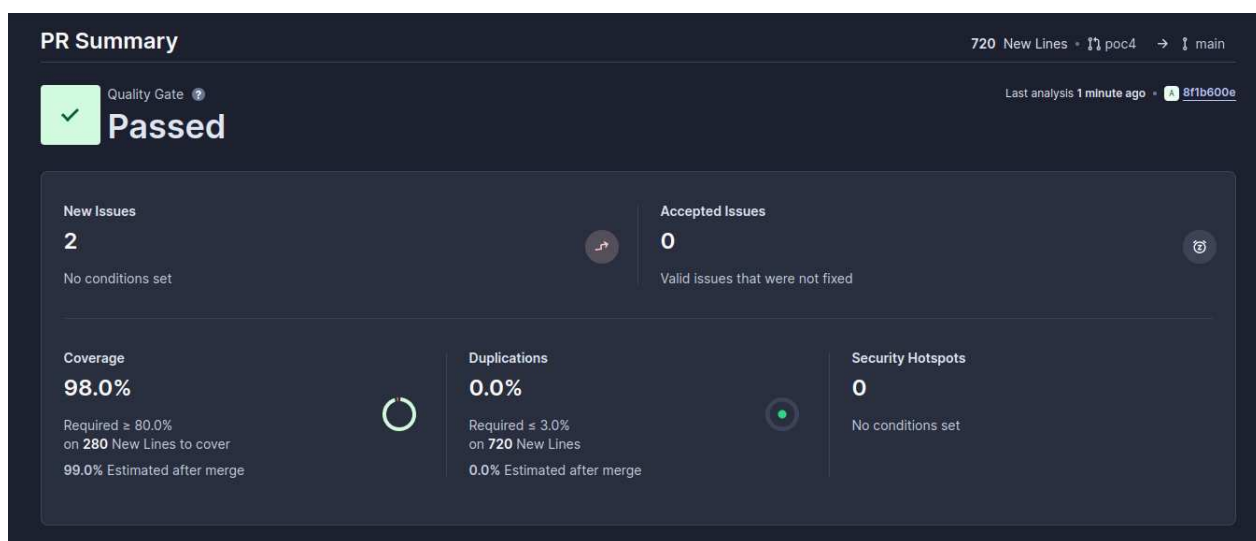 PR Summary
720 New Lines • poc4 → main
Quality Gate ?
Passed
Last analysis 1 minute ago • A 8f1b600e
New Issues
2
No conditions set
Accepted Issues
0
Valid issues that were not fixed
Coverage
98.0%
Required ≥ 80.0%
on 280 New Lines to cover
99.0% Estimated after merge
Duplications
0.0%
Required ≤ 3.0%
on 720 New Lines
0.0% Estimated after merge
Security Hotspots
0
No conditions set